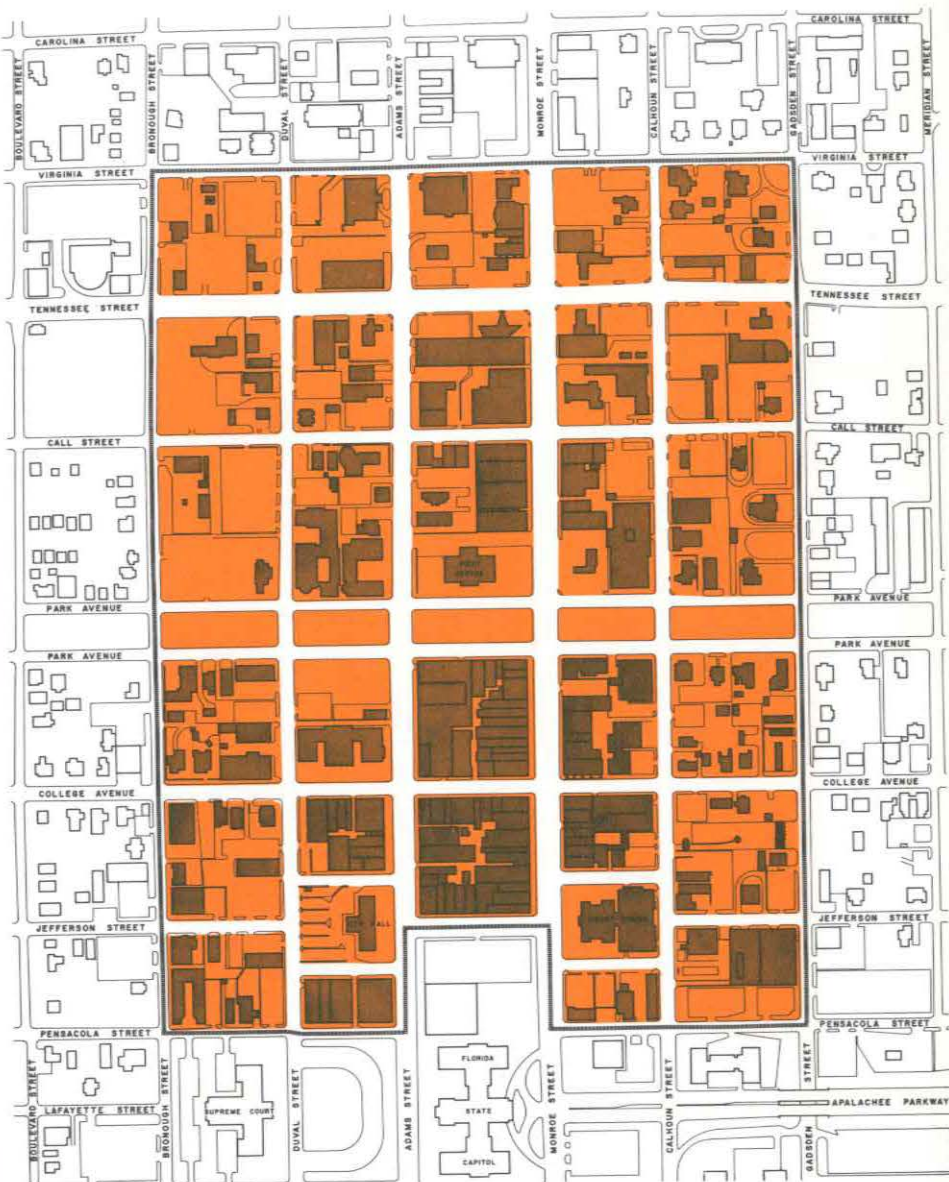 CAROLINA STREET
CAROLINA STREET
BOULEVARD STREET
BRONOUGH STREET
DUVAL STREET
ADAMS STREET
MONROE STREET
CALHOUN STREET
GADSDEN STREET
MERIDIAN STREET
VIRGINIA STREET
VIRGINIA STREET
TENNESSEE STREET
TENNESSEE STREET
CALL STREET
CALL STREET
POST
OFFICE
PARK AVENUE
PARK AVENUE
PARK AVENUE
PARK AVENUE
COLLEGE AVENUE
COLLEGE AVENUE
JEFFERSON STREET
CITY HALL
COURT HOUSE
JEFFERSON STREET
PENSACOLA STREET
PENSACOLA STREET
BOULEVARD STREET
BRONOUGH STREET
DUVAL STREET
ADAMS STREET
MONROE STREET
CALHOUN STREET
GADSDEN STREET
FLORIDA
LAFAYETTE STREET
SUPREME COURT
STATE
APALACHEE PARKWAY
CAPITOL